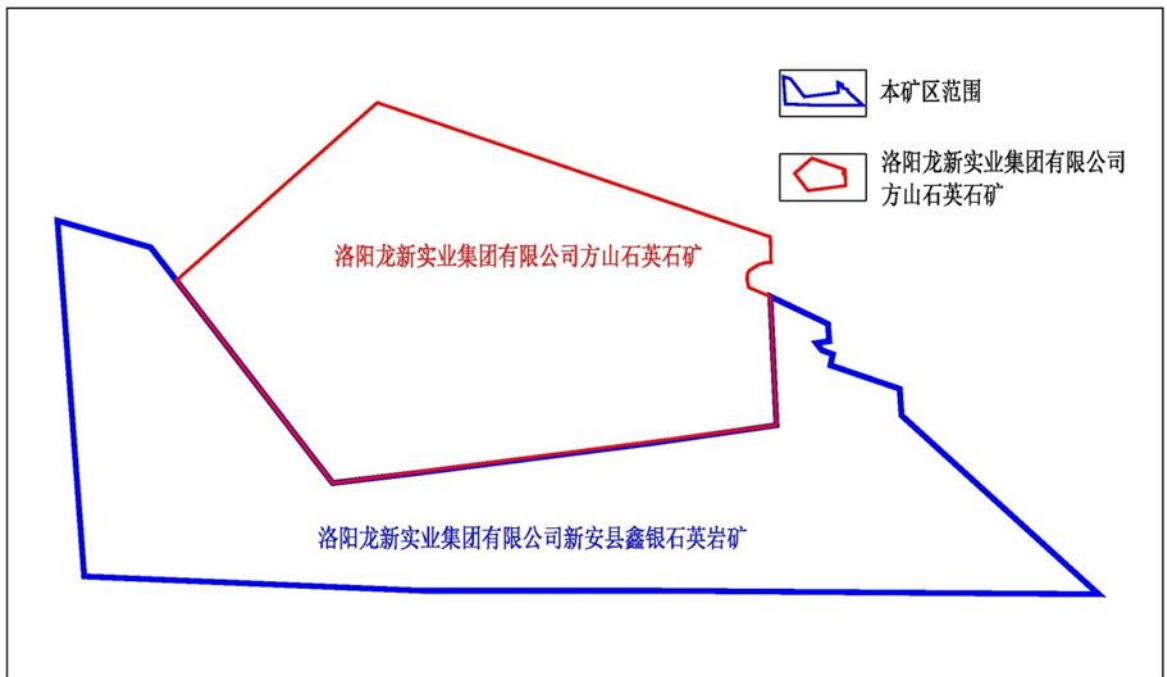 本矿区范围
洛阳龙新实业集团有限公司
方山石英石矿
洛阳龙新实业集团有限公司方山石英石矿
洛阳龙新实业集团有限公司新安县鑫银石英岩矿